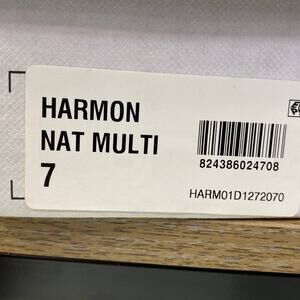 HARMON
NAT MULTI
7
824386024708
HARM01D1272070